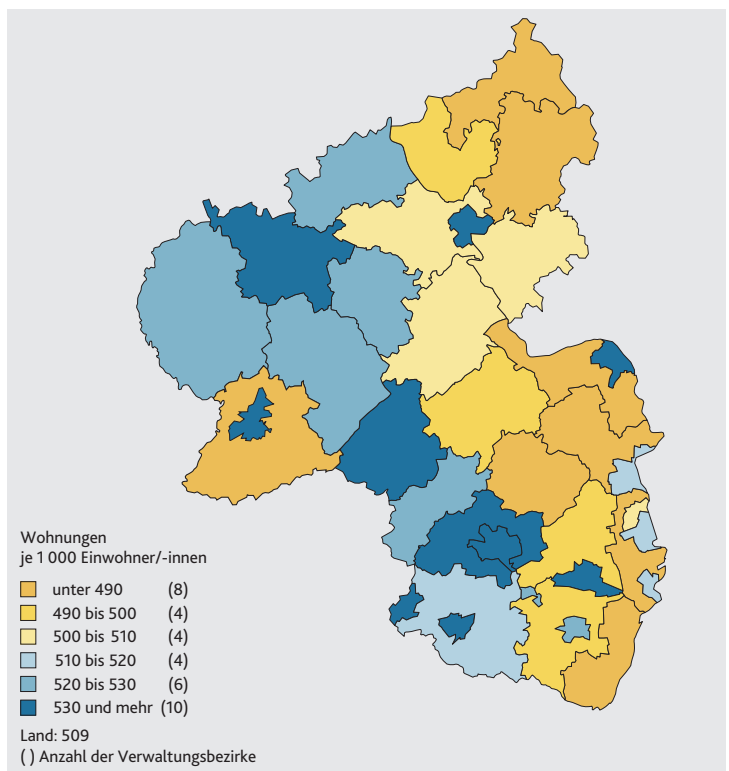 Wohnungen
je 1 000 Einwohner/-innen
unter 490 (8)
490 bis 500 (4)
500 bis 510 (4)
510 bis 520 (4)
520 bis 530 (6)
530 und mehr (10)
Land: 509
( ) Anzahl der Verwaltungsbezirke